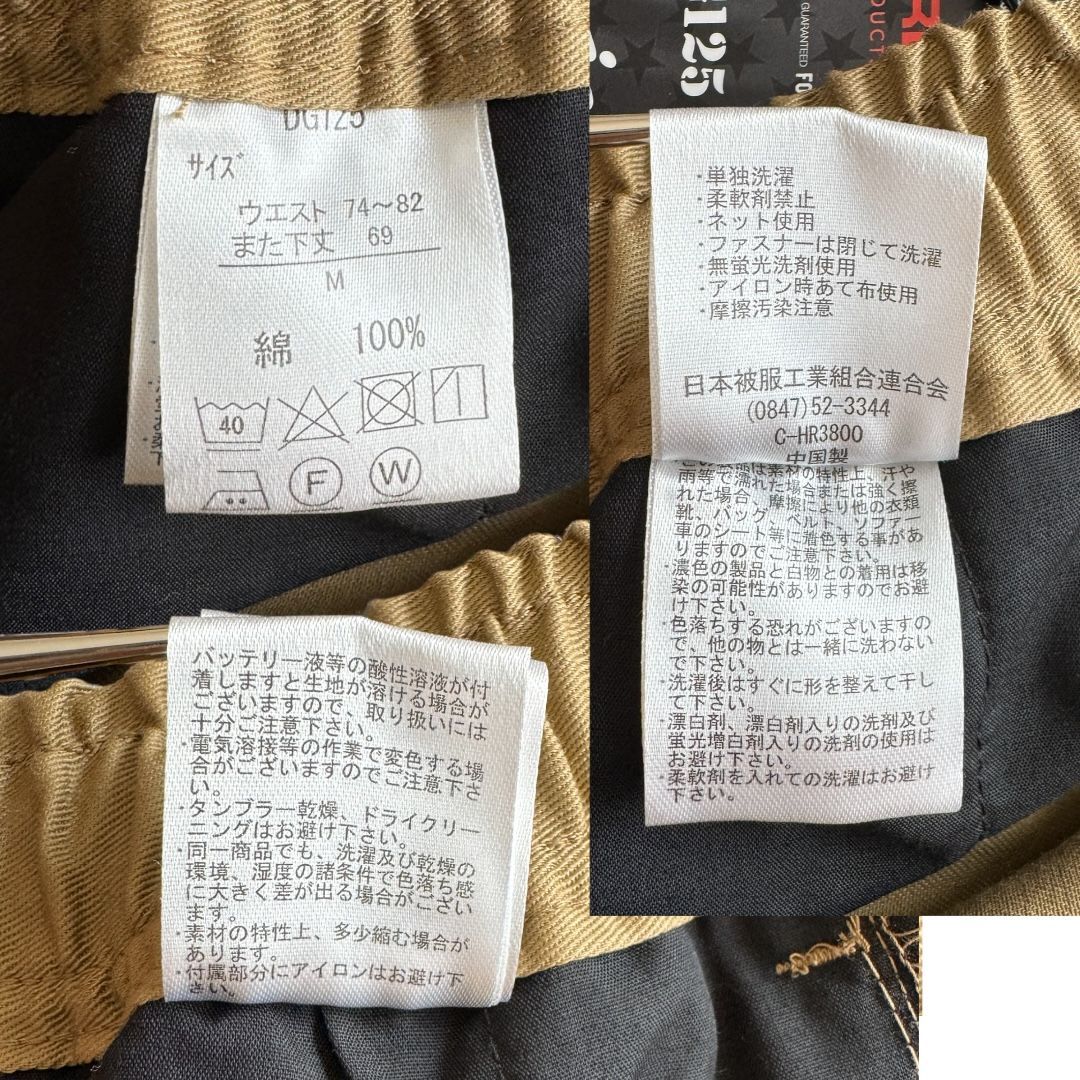 DG125
サイズ
ウエスト 74～82
また下丈 69
M
綿 100%
40
F
W
R
DUCT
GUARANTEED
FO
125
・単独洗濯
・柔軟剤禁止
・ネット使用
・ファスナーは閉じて洗濯
・無蛍光洗剤使用
・アイロン時あて布使用
・摩擦汚染注意
日本被服工業組合連合会
(0847)52-3344
C-HR3800
中国製
は素材の特性上、汗や
雨等で濡れた場合または強く擦
れた場合、摩擦により他の衣類
靴、バッグ、ベルト、ソファー
車のシート等に着色する事があ
りますのでご注意下さい。
・濃色の製品と白物との着用は移
染の可能性がありますのでお避
け下さい。
・色落ちする恐れがございますの
で、他の物とは一緒に洗わない
で下さい。
・洗濯後はすぐに形を整えて干し
て下さい。
・漂白剤、漂白剤入りの洗剤及び
蛍光増白剤入りの洗剤の使用は
お避け下さい。
・柔軟剤を入れての洗濯はお避け
下さい。
バッテリー液等の酸性溶液が付
着しますと生地が溶ける場合が
ございますので、取り扱いには
十分ご注意下さい。
・電気溶接等の作業で変色する場
合がございますのでご注意下さ
い。
・タンブラー乾燥、ドライクリー
ニングはお避け下さい。
・同一商品でも、洗濯及び乾燥の
環境、湿度の諸条件で色落ち感
に大きく差が出る場合がござい
ます。
・素材の特性上、多少縮む場合が
あります。
・付属部分にアイロンはお避け下
さい。